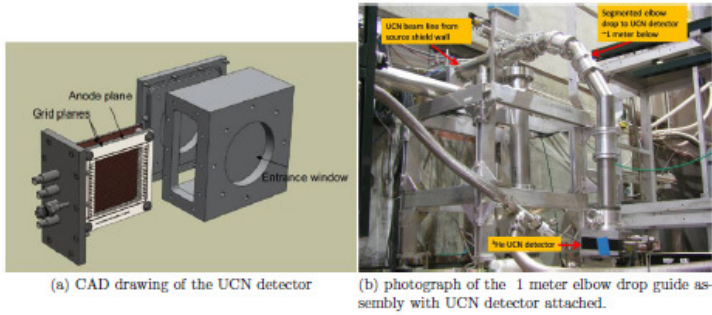 Anode plane
Grid planes
Entrance window
(a) CAD drawing of the UCN detector
UCN beam line from
source shield wall
Segmented elbow
drop to UCN detector
~1 meter below
³He UCN detector
(b) photograph of the 1 meter elbow drop guide as-
sembly with UCN detector attached.